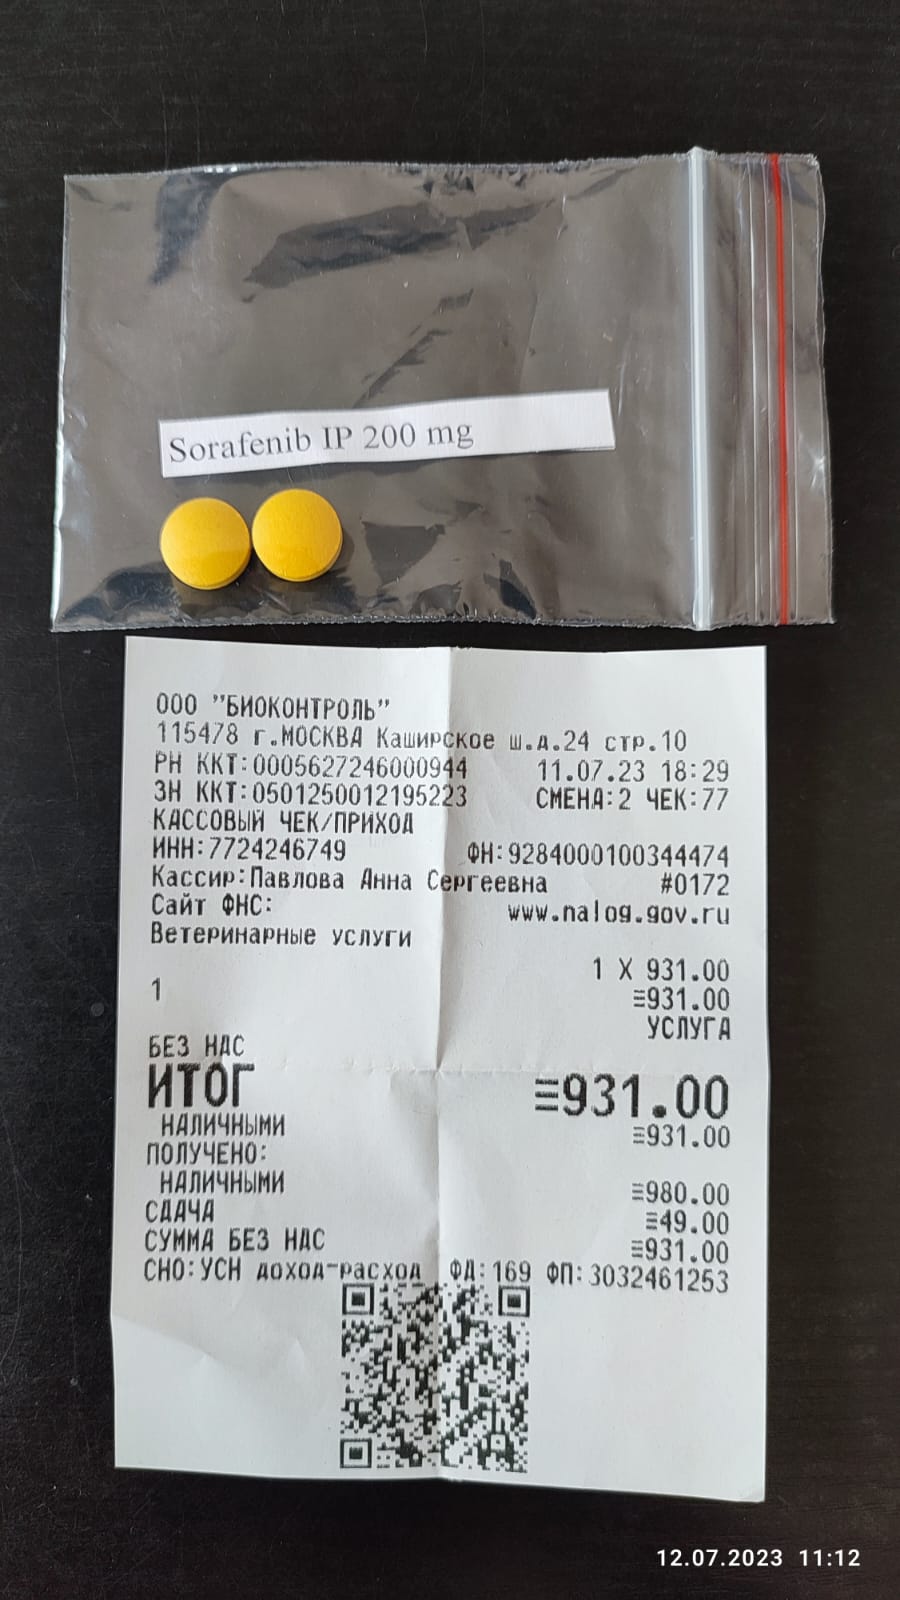 Sorafenib IP 200 mg
ООО "БИОКОНТРОЛЬ"
115478 г.МОСКВА Каширское ш.д.24 стр.10
РН ККТ:0005627246000944 11.07.23 18:29
ЗН ККТ:0501250012195223 СМЕНА:2 ЧЕК:77
КАССОВЫЙ ЧЕК/ПРИХОД
ИНН:7724246749 ФН:9284000100344474
Кассир:Павлова Анна Сергеевна #0172
Сайт ФНС: www.nalog.gov.ru
Ветеринарные услуги
1 X 931.00
1 ≡931.00
УСЛУГА
БЕЗ НДС
ИТОГ ≡931.00
НАЛИЧНЫМИ ≡931.00
ПОЛУЧЕНО:
НАЛИЧНЫМИ ≡980.00
СДАЧА ≡49.00
СУММА БЕЗ НДС ≡931.00
СНО:УСН доход-расход ФД:169 ФП:3032461253
12.07.2023 11:12